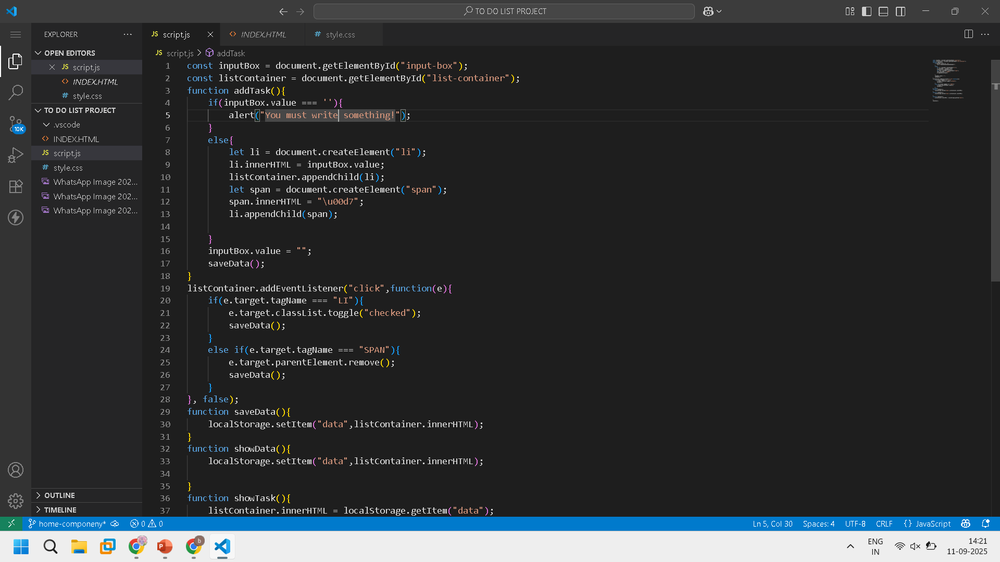 TO DO LIST PROJECT
EXPLORER
JS script.js
INDEX.HTML
# style.css
OPEN EDITORS
JS script.js
INDEX.HTML
# style.css
TO DO LIST PROJECT
.vscode
INDEX.HTML
JS script.js
# style.css
WhatsApp Image 202...
WhatsApp Image 202...
WhatsApp Image 202...
OUTLINE
TIMELINE
10K
JS script.js > addTask
1 const inputBox = document.getElementById("input-box");
2 const listContainer = document.getElementById("list-container");
3 function addTask(){
4 if(inputBox.value === ''){
5 alert("You must write something!");
6 }
7 else{
8 let li = document.createElement("li");
9 li.innerHTML = inputBox.value;
10 listContainer.appendChild(li);
11 let span = document.createElement("span");
12 span.innerHTML = "\u00d7";
13 li.appendChild(span);
14
15 }
16 inputBox.value = "";
17 saveData();
18 }
19 listContainer.addEventListener("click",function(e){
20 if(e.target.tagName === "LI"){
21 e.target.classList.toggle("checked");
22 saveData();
23 }
24 else if(e.target.tagName === "SPAN"){
25 e.target.parentElement.remove();
26 saveData();
27 }
28 }, false);
29 function saveData(){
30 localStorage.setItem("data",listContainer.innerHTML);
31 }
32 function showData(){
33 localStorage.setItem("data",listContainer.innerHTML);
34
35 }
36 function showTask(){
37 listContainer.innerHTML = localStorage.getItem("data");
home-componeny* 0 0 Ln 5, Col 30 Spaces: 4 UTF-8 CRLF {} JavaScript
b
P
ENG
IN
14:21
11-09-2025